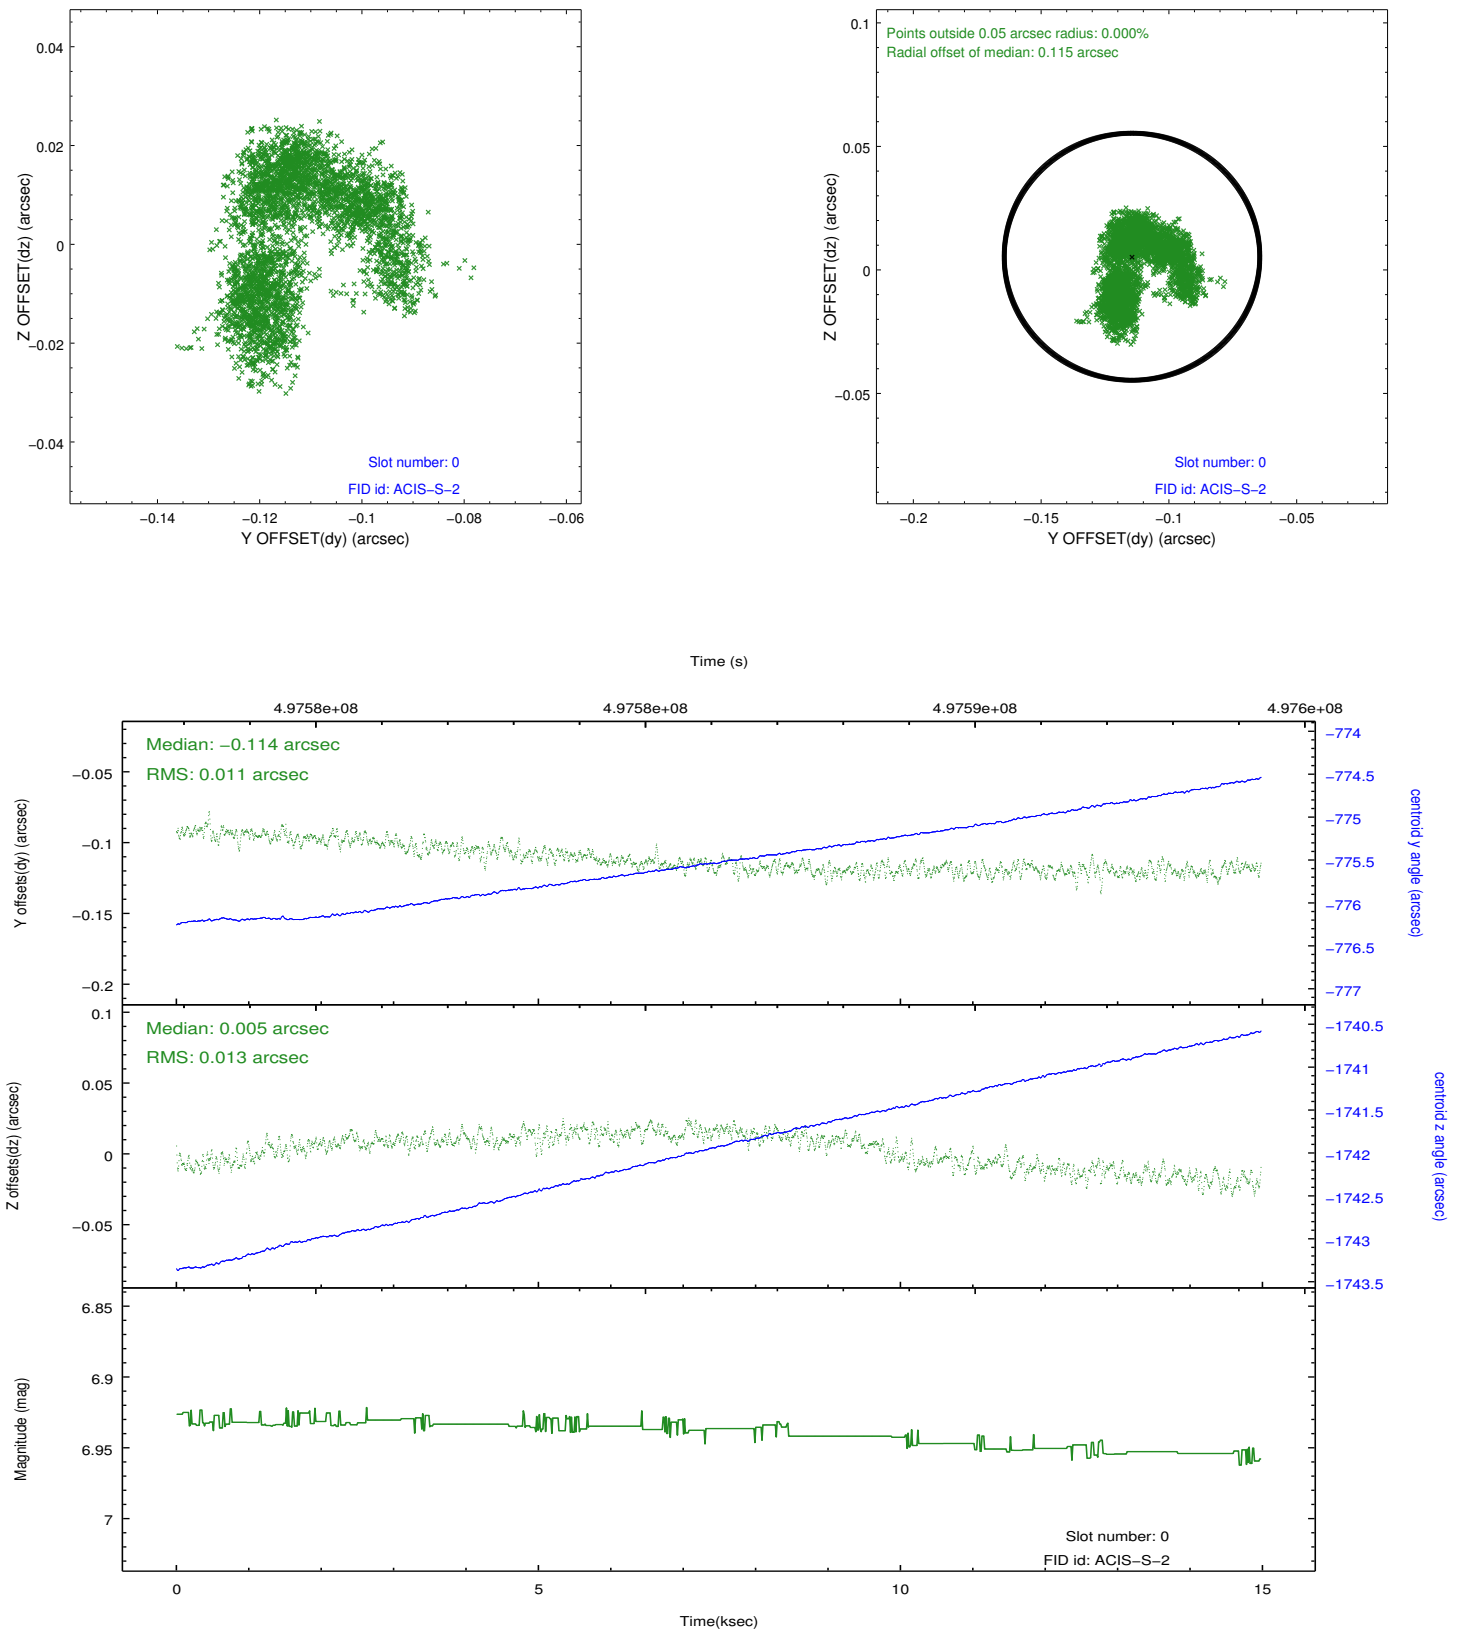 0.04
0.02
0
−0.02
−0.04
Z OFFSET(dz) (arcsec)
Slot number: 0
FID id: ACIS−S−2
−0.14
−0.12
−0.1
−0.08
−0.06
Y OFFSET(dy) (arcsec)
0.1
0.05
0
−0.05
Z OFFSET(dz) (arcsec)
Points outside 0.05 arcsec radius: 0.000%
Radial offset of median: 0.115 arcsec
Slot number: 0
FID id: ACIS−S−2
−0.2
−0.15
−0.1
−0.05
Y OFFSET(dy) (arcsec)
Time (s)
4.9758e+08
4.9758e+08
4.9759e+08
4.976e+08
Median: −0.114 arcsec
RMS: 0.011 arcsec
−0.05
−0.1
−0.15
−0.2
Y offsets(dy) (arcsec)
−774
−774.5
−775
−775.5
−776
−776.5
−777
centroid y angle (arcsec)
Median: 0.005 arcsec
RMS: 0.013 arcsec
0.1
0.05
0
−0.05
Z offsets(dz) (arcsec)
−1740.5
−1741
−1741.5
−1742
−1742.5
−1743
−1743.5
centroid z angle (arcsec)
6.85
6.9
6.95
7
Magnitude (mag)
Slot number: 0
FID id: ACIS−S−2
0
5
10
15
Time(ksec)